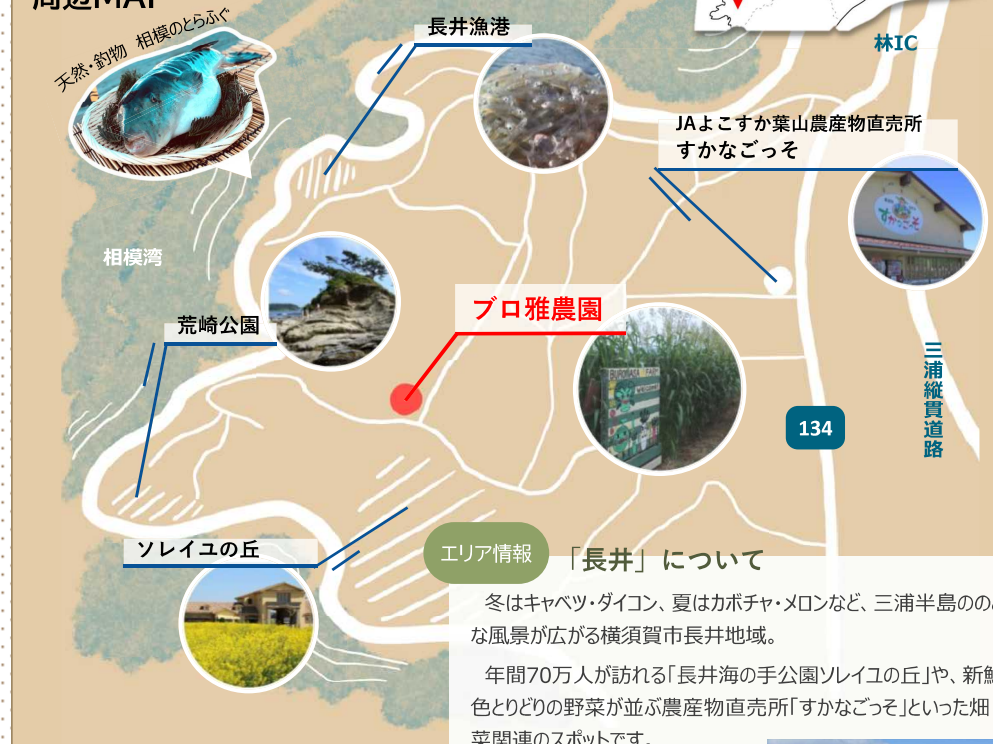 周辺MAP
天然・釣物 相模のとらふぐ
長井漁港
林IC
JAよこすか葉山農産物直売所
すかなごっそ
すかなごっそ
相模湾
荒崎公園
ブロ雅農園
BUROMASA FARM
WELCOME
三浦縦貫道路
134
ソレイユの丘
エリア情報
「長井」について
冬はキャベツ・ダイコン、夏はカボチャ・メロンなど、三浦半島のの
な風景が広がる横須賀市長井地域。
年間70万人が訪れる「長井海の手公園ソレイユの丘」や、新鮮
色とりどりの野菜が並ぶ農産物直売所「すかなごっそ」といった畑
菜関連のスポットです。